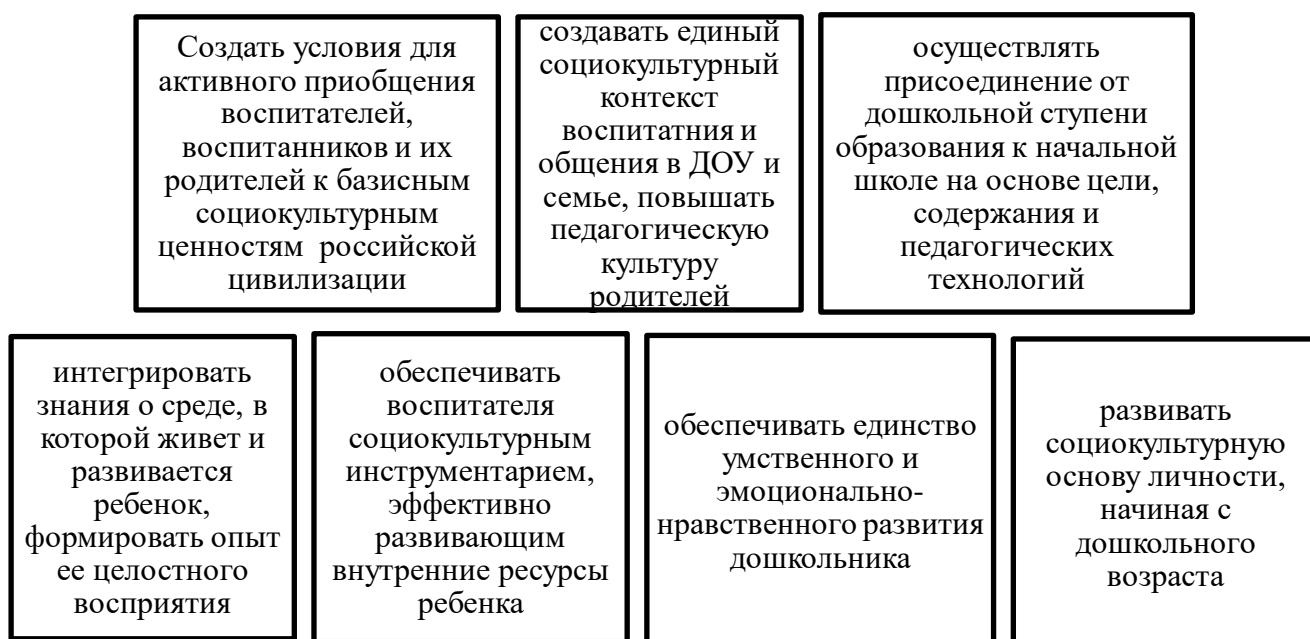 Создать условия для
активного приобщения
воспитателей,
воспитанников и их
родителей к базисным
социокультурным
ценностям российской
цивилизации
создавать единый
социокультурный
контекст
воспитатния и
общения в ДОУ и
семье, повышать
педагогическую
культуру
родителей
осуществлять
присоединение от
дошкольной ступени
образования к начальной
школе на основе цели,
содержания и
педагогических
технологий
интегрировать
знания о среде, в
которой живет и
развивается
ребенок,
формировать опыт
ее целостного
восприятия
обеспечивать
воспитателя
социокультурным
инструментарием,
эффективно
развивающим
внутренние ресурсы
ребенка
обеспечивать единство
умственного и
эмоционально-
нравственного развития
дошкольника
развивать
социокультурную
основу личности,
начиная с
дошкольного
возраста